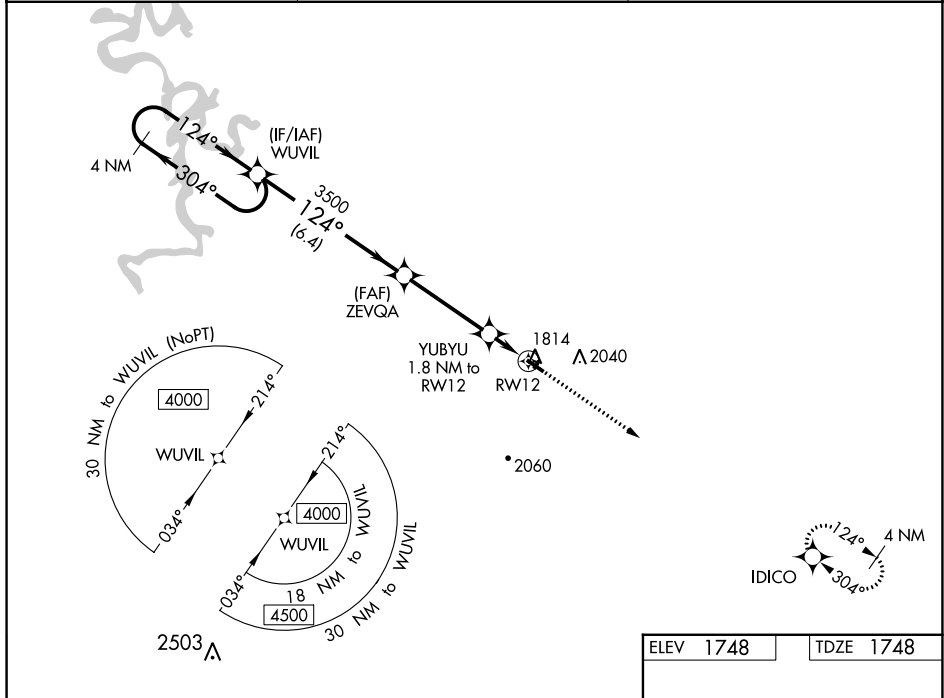 124°
304°
4 NM
(IF/IAF)
WUVIL
3500
124°
(6.4)
(FAF)
ZEVQA
YUBYU
1.8 NM to
RW12
RW12
1814
2040
2060
30 NM to WUVIL (NoPT)
4000
214°
WUVIL
034°
214°
4000
WUVIL
034°
18 NM to WUVIL
4500
30 NM to WUVIL
2503
124°
4 NM
304°
IDICO
ELEV 1748
TDZE 1748